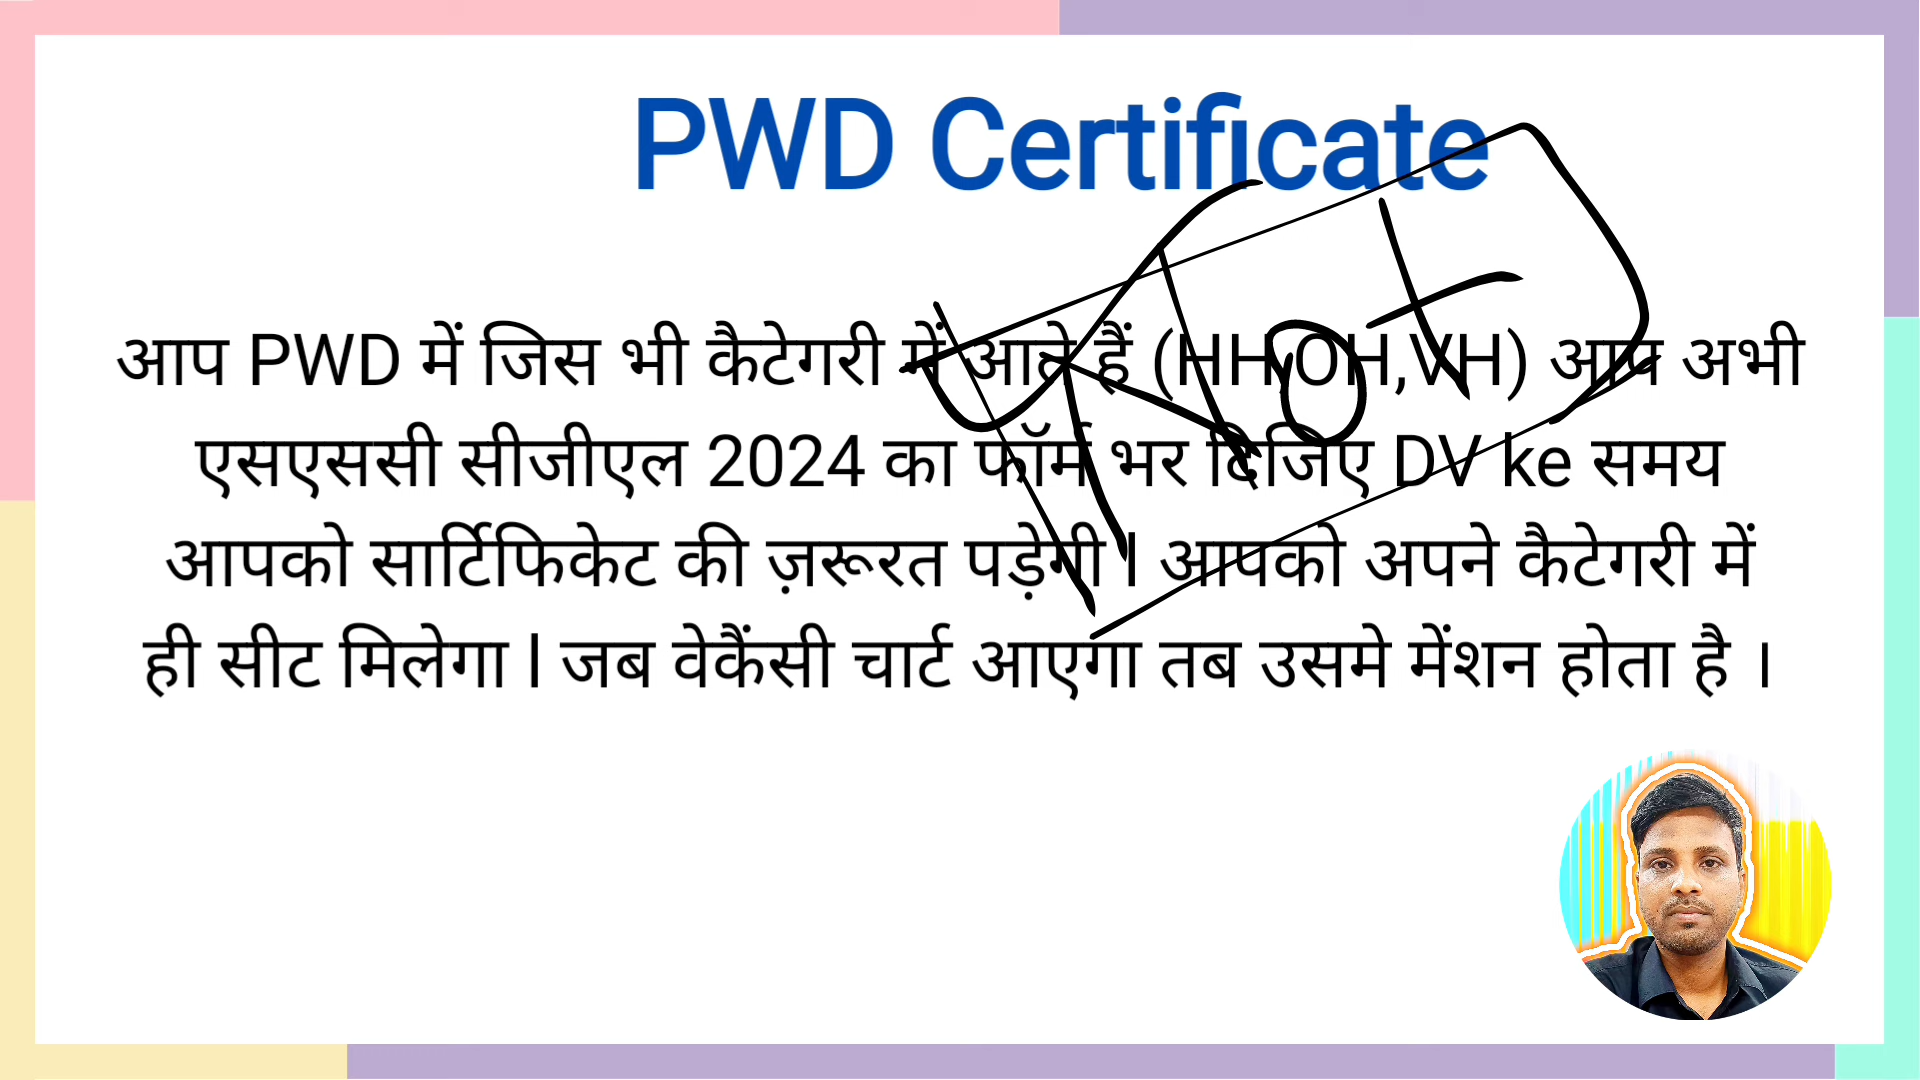 PWD Certificate
आप PWD में जिस भी कैटेगरी में आते हैं (HH,OH,VH) आप अभी
एसएससी सीजीएल 2024 का फॉर्म भर दिजिए DV ke समय
आपको सार्टिफिकेट की ज़रूरत पड़ेगी l आपको अपने कैटेगरी में
ही सीट मिलेगा l जब वेकैंसी चार्ट आएगा तब उसमे मेंशन होता है ।